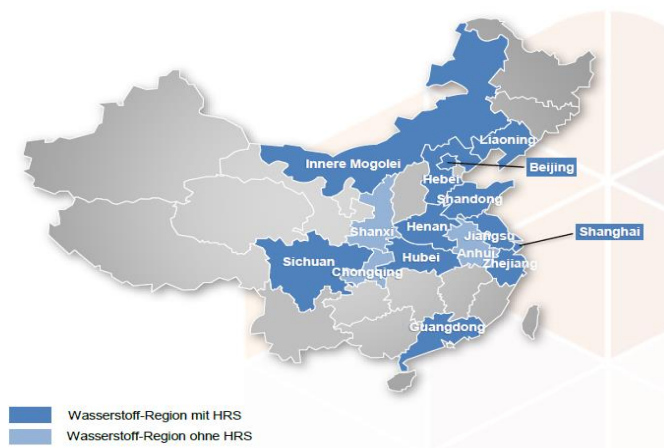 Liaoning
Innere Mogolei
Beijing
Hebei
Shandong
Shanxi
Henan
Jiangsu
Shanghai
Sichuan
Hubei
Anhui
Chongqing
Zhejiang
Guangdong
Wasserstoff-Region mit HRS
Wasserstoff-Region ohne HRS